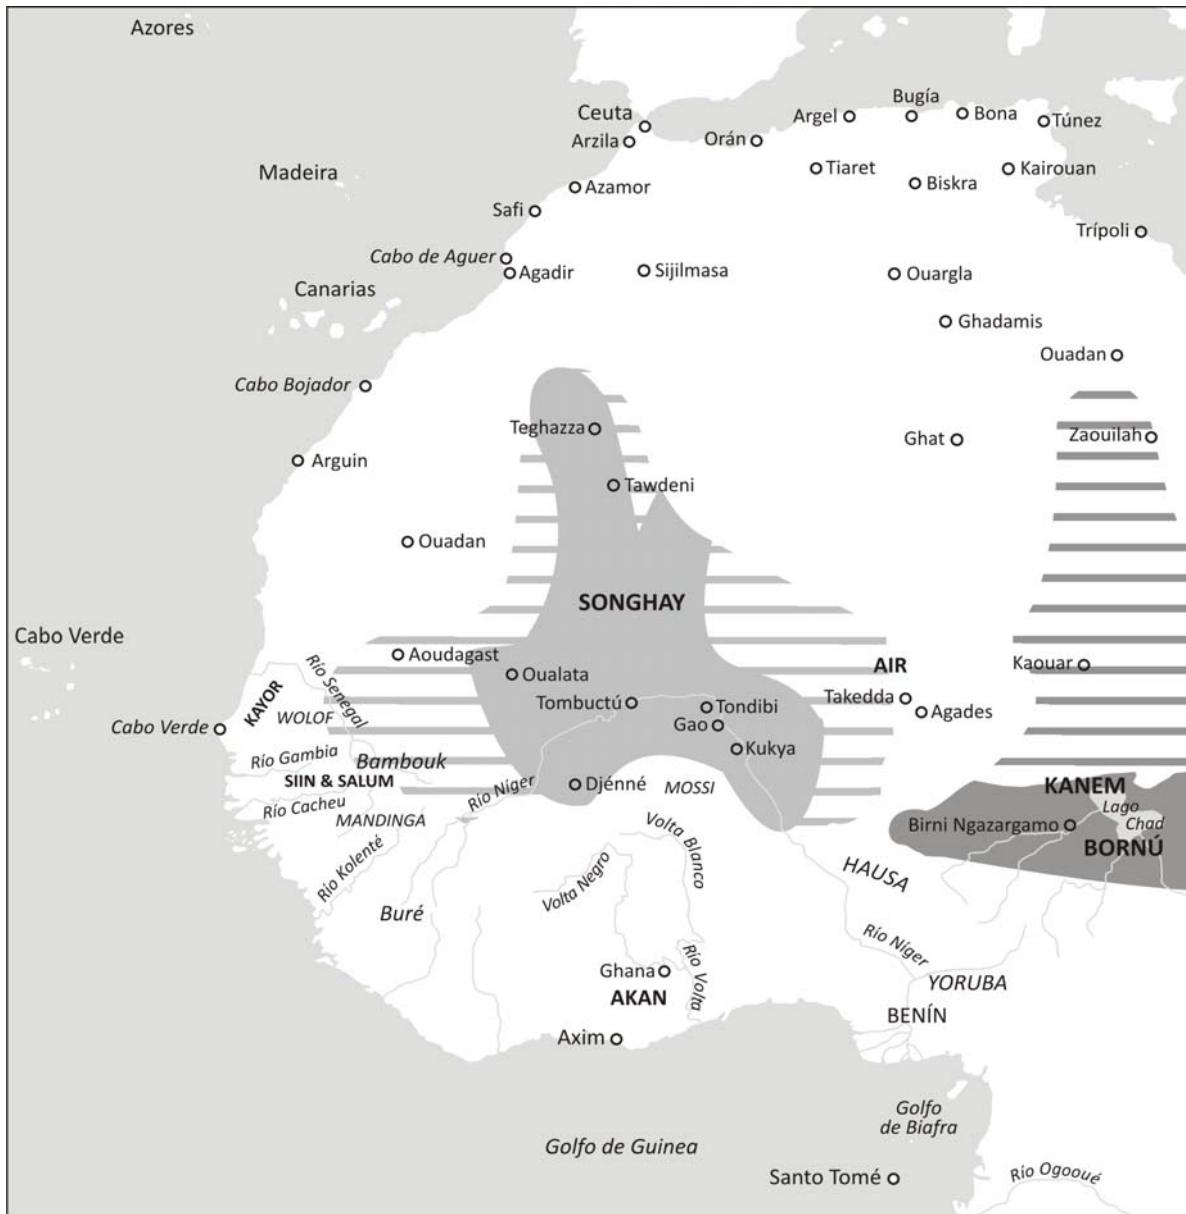 Azores
Ceuta
Arzila
Orán
Argel
Bugía
Bona
Túnez
Madeira
Azamor
Tiaret
Biskra
Kairouan
Safi
Trípoli
Cabo de Aguer
Agadir
Sijilmasa
Ouargla
Canarias
Ghadamis
Ouadan
Cabo Bojador
Teghazza
Ghat
Zaouilah
Arguin
Tawdeni
Ouadan
SONGHAY
Cabo Verde
Aoudagast
Oualata
AIR
Kaouar
Río Senegal
KAYOR
WOLOF
Tombuctú
Tondibi
Takedda
Agades
Cabo Verde
Gao
Kukya
Río Gambia
Bambouk
SIIN & SALUM
Río Níger
Djénné
MOSSI
KANEM
Río Cacheu
MANDINGA
Lago
Chad
Birni Ngazargamo
BORNÚ
Volta Blanco
Río Kolenté
Volta Negro
HAUSA
Buré
Río Níger
Ghana
AKAN
Río Volta
YORUBA
BENÍN
Axim
Golfo
de Biafra
Golfo de Guinea
Santo Tomé
Río Ogooué